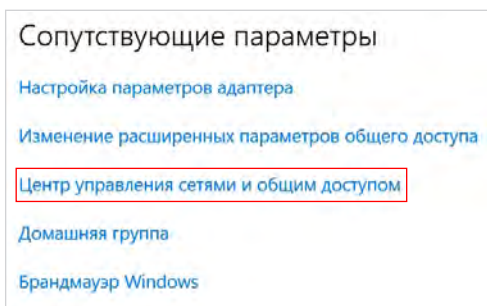 Сопутствующие параметры
Настройка параметров адаптера
Изменение расширенных параметров общего доступа
Центр управления сетями и общим доступом
Домашняя группа
Брандмауэр Windows